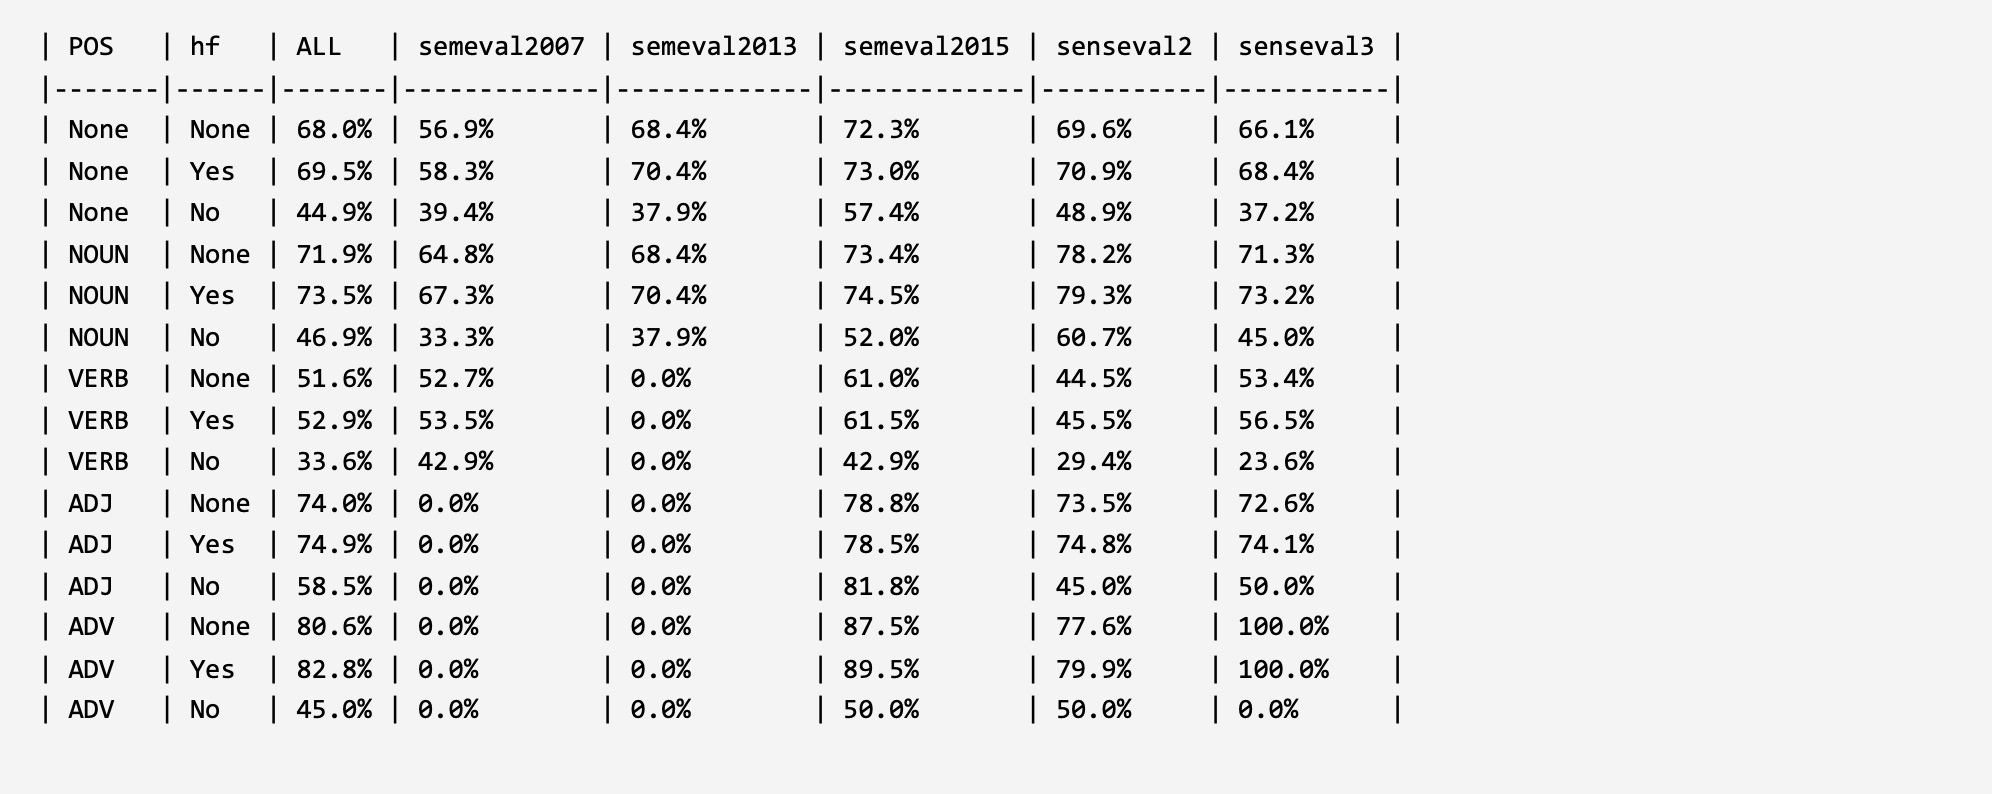 | POS   | hf   | ALL   | semeval2007 | semeval2013 | semeval2015 | senseval2 | senseval3 |
|-------|------|-------|-------------|-------------|-------------|-----------|-----------|
| None  | None | 68.0% | 56.9%       | 68.4%       | 72.3%       | 69.6%     | 66.1%     |
| None  | Yes  | 69.5% | 58.3%       | 70.4%       | 73.0%       | 70.9%     | 68.4%     |
| None  | No   | 44.9% | 39.4%       | 37.9%       | 57.4%       | 48.9%     | 37.2%     |
| NOUN  | None | 71.9% | 64.8%       | 68.4%       | 73.4%       | 78.2%     | 71.3%     |
| NOUN  | Yes  | 73.5% | 67.3%       | 70.4%       | 74.5%       | 79.3%     | 73.2%     |
| NOUN  | No   | 46.9% | 33.3%       | 37.9%       | 52.0%       | 60.7%     | 45.0%     |
| VERB  | None | 51.6% | 52.7%       | 0.0%        | 61.0%       | 44.5%     | 53.4%     |
| VERB  | Yes  | 52.9% | 53.5%       | 0.0%        | 61.5%       | 45.5%     | 56.5%     |
| VERB  | No   | 33.6% | 42.9%       | 0.0%        | 42.9%       | 29.4%     | 23.6%     |
| ADJ   | None | 74.0% | 0.0%        | 0.0%        | 78.8%       | 73.5%     | 72.6%     |
| ADJ   | Yes  | 74.9% | 0.0%        | 0.0%        | 78.5%       | 74.8%     | 74.1%     |
| ADJ   | No   | 58.5% | 0.0%        | 0.0%        | 81.8%       | 45.0%     | 50.0%     |
| ADV   | None | 80.6% | 0.0%        | 0.0%        | 87.5%       | 77.6%     | 100.0%    |
| ADV   | Yes  | 82.8% | 0.0%        | 0.0%        | 89.5%       | 79.9%     | 100.0%    |
| ADV   | No   | 45.0% | 0.0%        | 0.0%        | 50.0%       | 50.0%     | 0.0%      |